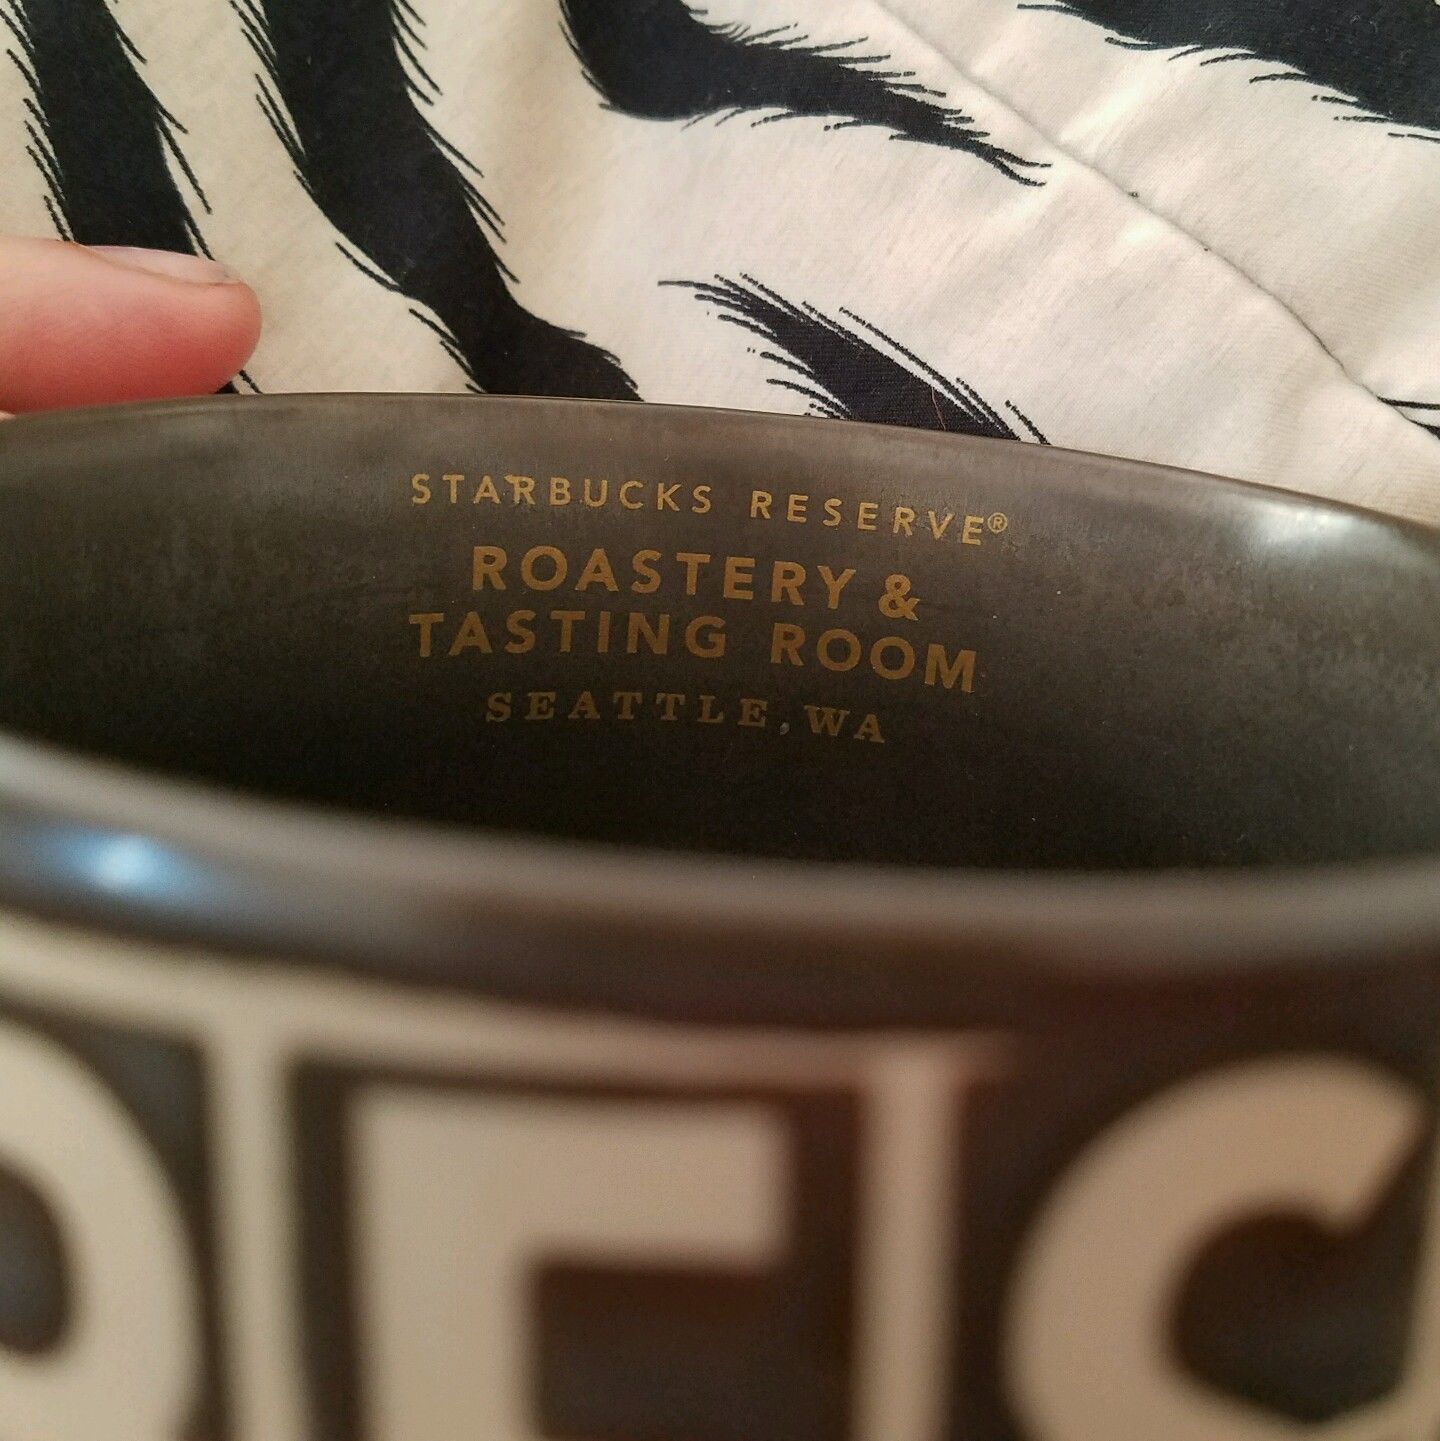 STARBUCKS RESERVE®
ROASTERY &
TASTING ROOM
SEATTLE, WA